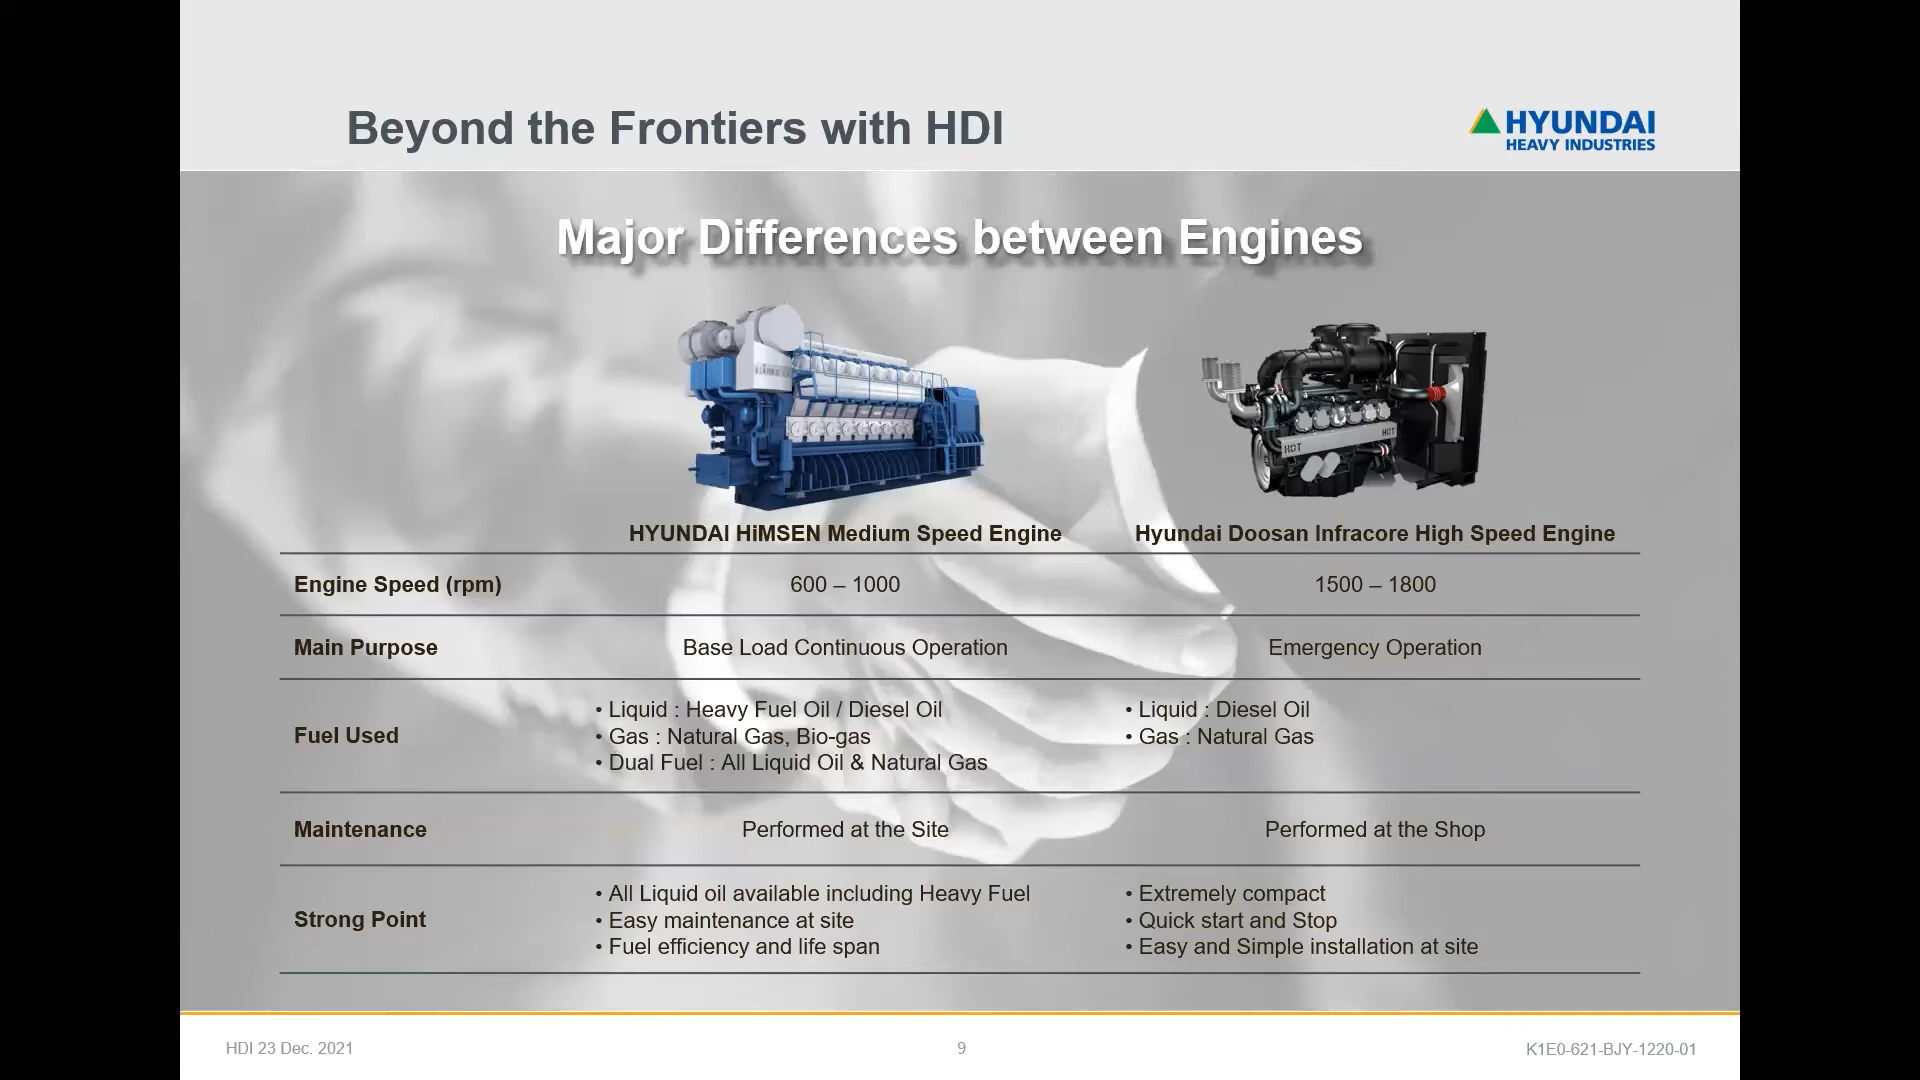 Beyond the Frontiers with HDI
HYUNDAI
HEAVY INDUSTRIES
Major Differences between Engines
HCT
HCT
HYUNDAI HiMSEN Medium Speed Engine
Hyundai Doosan Infracore High Speed Engine
Engine Speed (rpm)
600 – 1000
1500 – 1800
Main Purpose
Base Load Continuous Operation
Emergency Operation
Fuel Used
• Liquid : Heavy Fuel Oil / Diesel Oil
• Gas : Natural Gas, Bio-gas
• Dual Fuel : All Liquid Oil & Natural Gas
• Liquid : Diesel Oil
• Gas : Natural Gas
Maintenance
Performed at the Site
Performed at the Shop
Strong Point
• All Liquid oil available including Heavy Fuel
• Easy maintenance at site
• Fuel efficiency and life span
• Extremely compact
• Quick start and Stop
• Easy and Simple installation at site
HDI 23 Dec. 2021
9
K1E0-621-BJY-1220-01